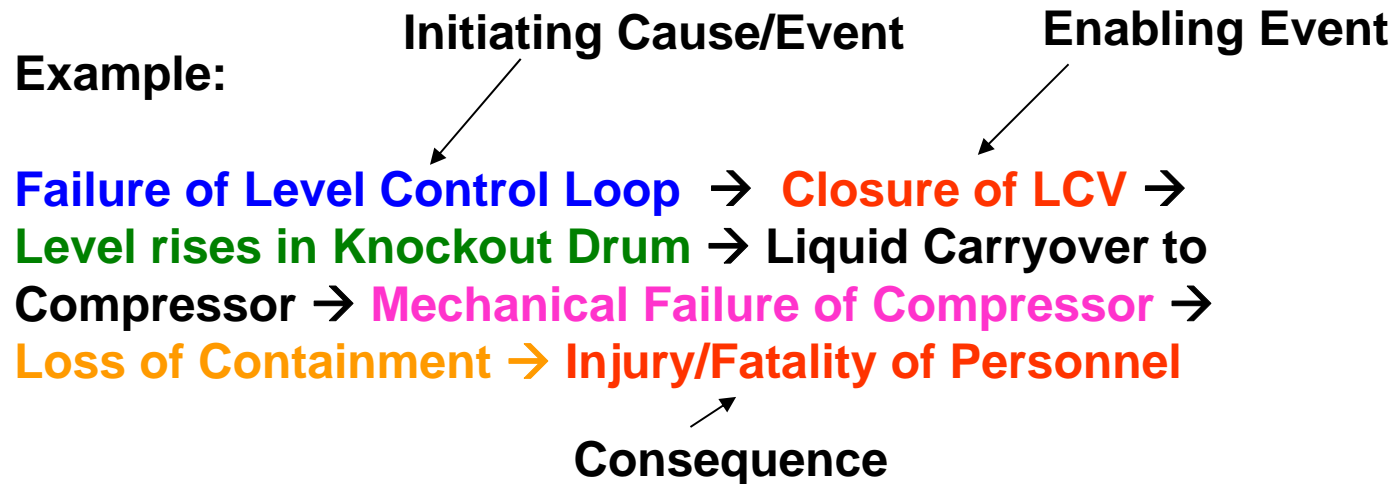 Initiating Cause/Event
Enabling Event
Example:
Failure of Level Control Loop → Closure of LCV →
Level rises in Knockout Drum → Liquid Carryover to
Compressor → Mechanical Failure of Compressor →
Loss of Containment → Injury/Fatality of Personnel
Consequence